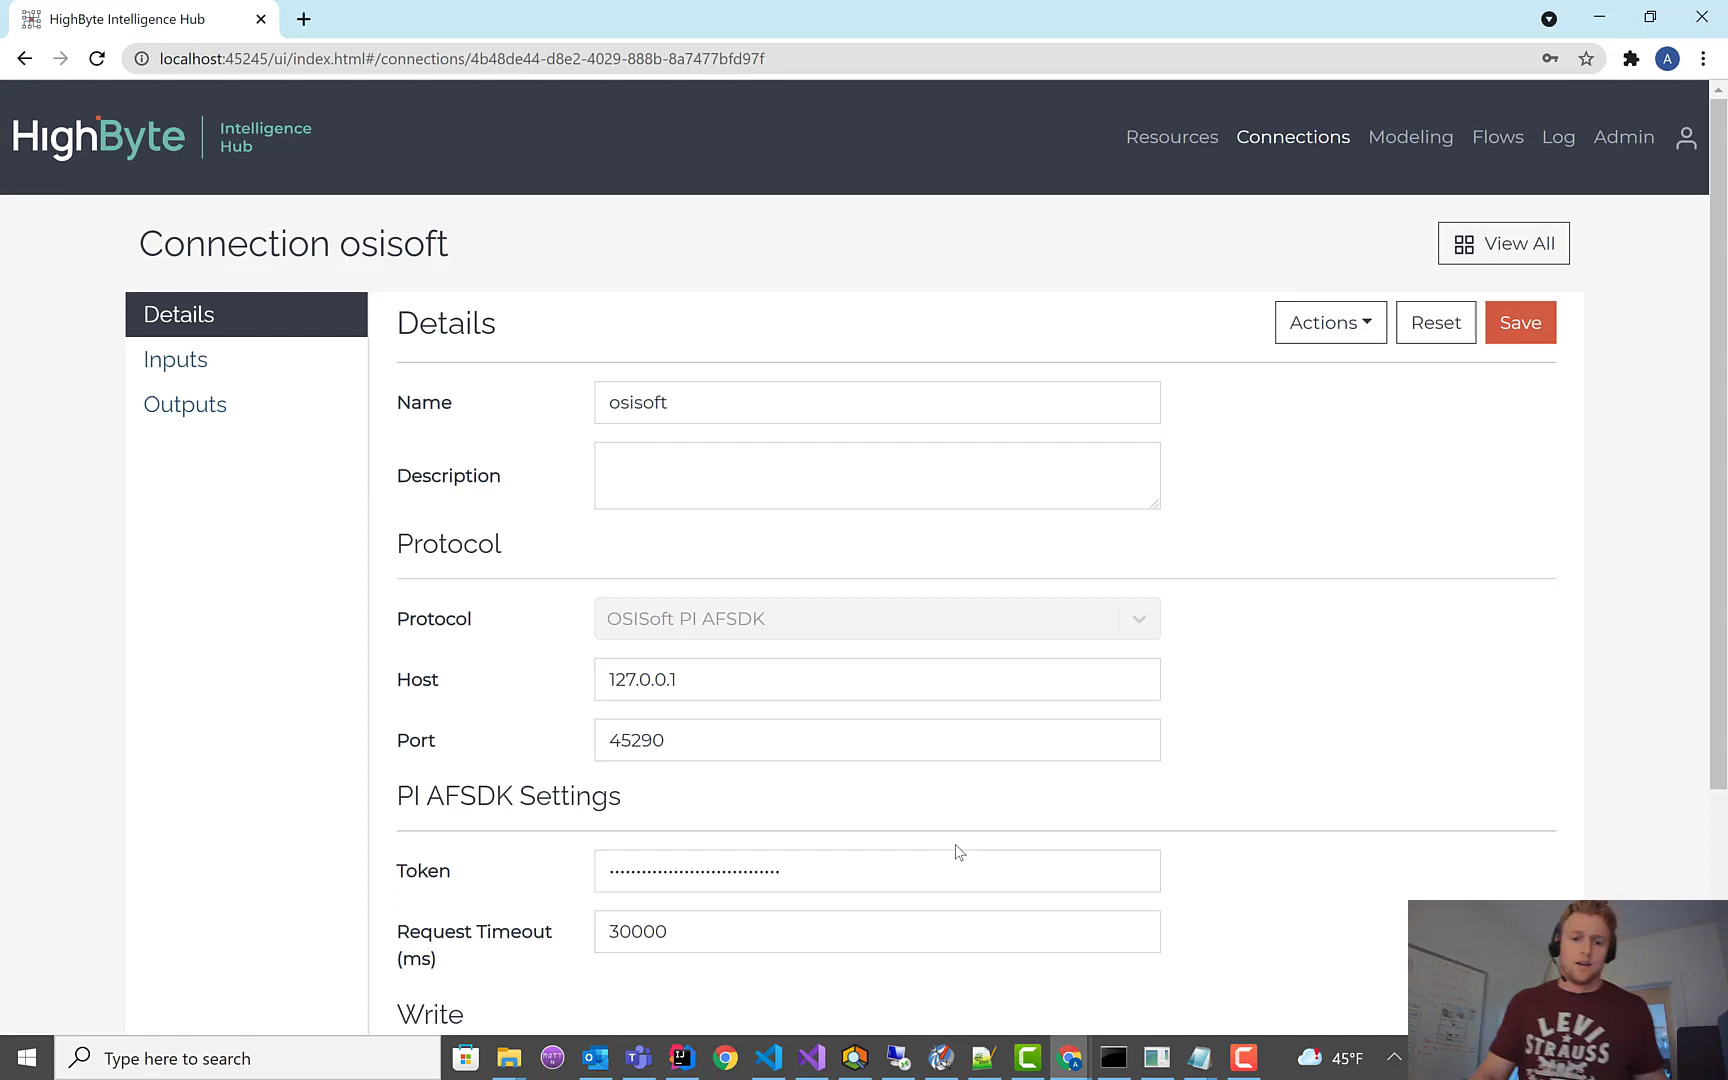 HighByte Intelligence Hub
localhost:45245/ui/index.html#/connections/4b48de44-d8e2-4029-888b-8a7477bfd97f
A
HighByte
Intelligence
Hub
Resources
Connections
Modeling
Flows
Log
Admin
Connection osisoft
View All
Details
Inputs
Outputs
Details
Actions
Reset
Save
Name
osisoft
Description
Protocol
Protocol
OSISoft PI AFSDK
Host
127.0.0.1
Port
45290
PI AFSDK Settings
Token
Request Timeout
(ms)
30000
Write
LEVI
STRAUSS
Type here to search
45°F